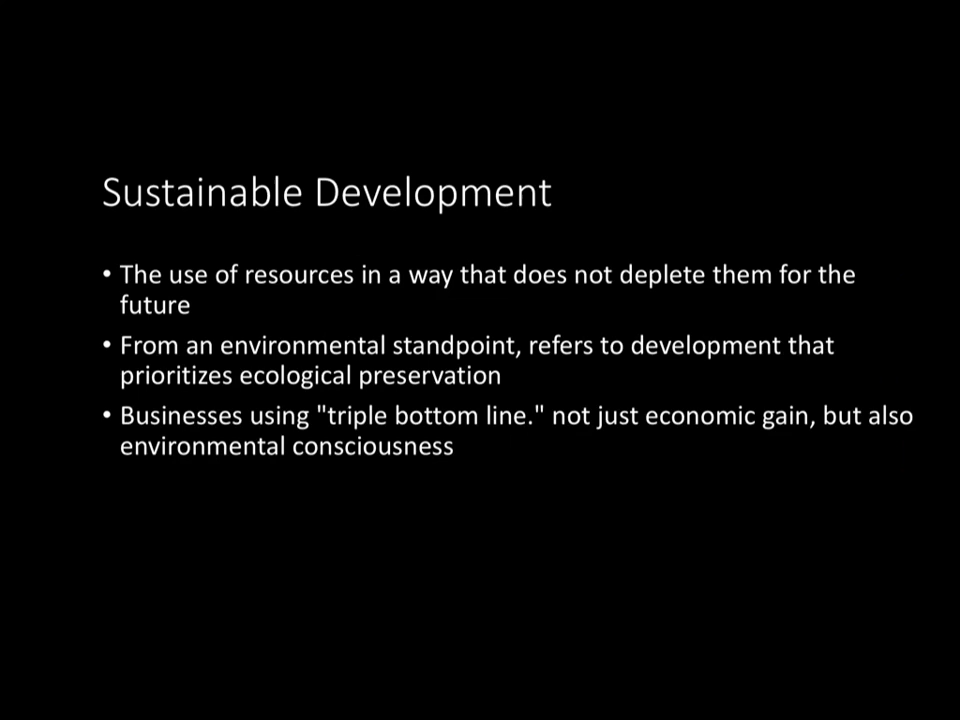 Sustainable Development
• The use of resources in a way that does not deplete them for the
future
• From an environmental standpoint, refers to development that
prioritizes ecological preservation
• Businesses using "triple bottom line." not just economic gain, but also
environmental consciousness